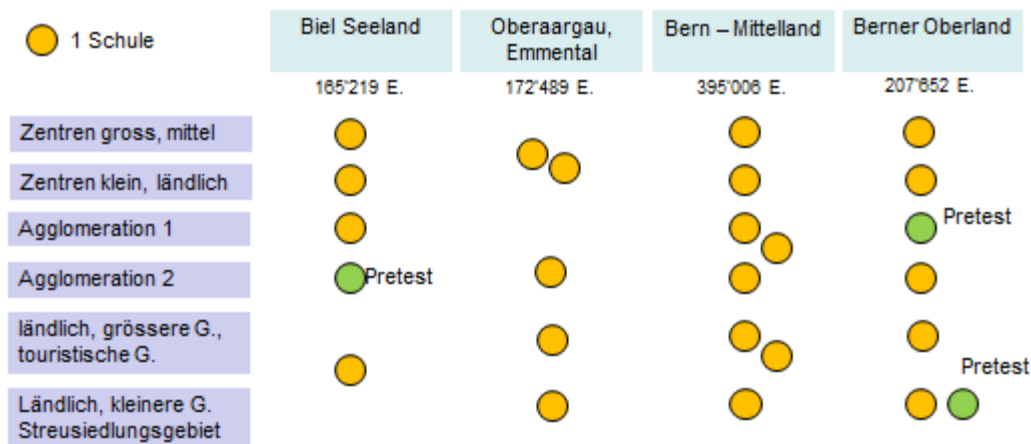 1 Schule
Biel Seeland
Oberaargau,
Emmental
Bern – Mittelland
Berner Oberland
165'219 E.
172'489 E.
395'006 E.
207'652 E.
Zentren gross, mittel
Zentren klein, ländlich
Agglomeration 1
Pretest
Agglomeration 2
Pretest
ländlich, grössere G.,
touristische G.
Pretest
Ländlich, kleinere G.
Streusiedlungsgebiet